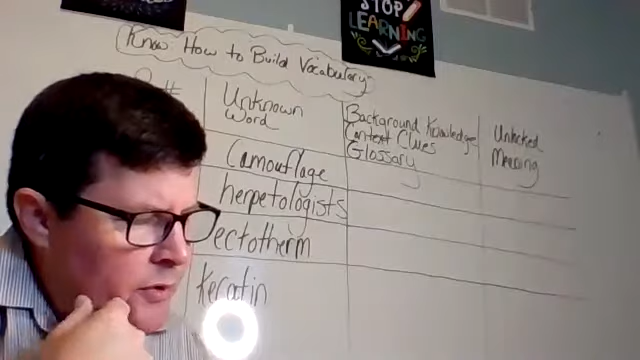 STOP
LEARNING
Know: How to Build Vocabulary
Unknown
Word
Background Knowledge
Context Clues
Glossary
Unlocked
Meaning
Camouflage
herpetologists
ectotherm
Keratin